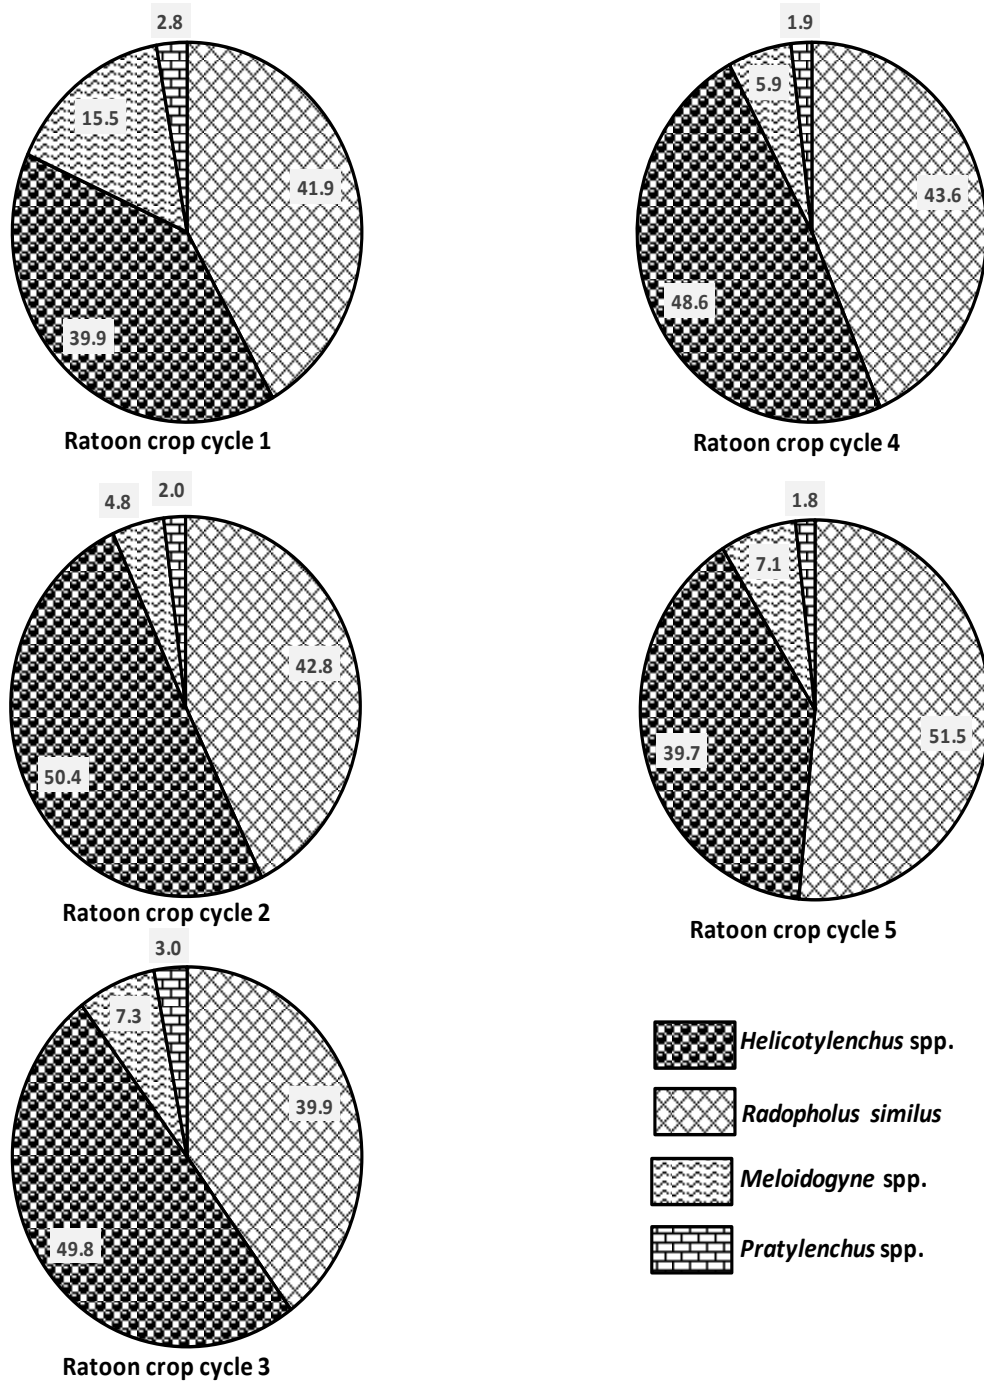 2.8
15.5
41.9
39.9
Ratoon crop cycle 1
4.8
2.0
42.8
50.4
Ratoon crop cycle 2
3.0
7.3
39.9
49.8
Ratoon crop cycle 3
1.9
5.9
43.6
48.6
Ratoon crop cycle 4
1.8
7.1
51.5
39.7
Ratoon crop cycle 5
Helicotylenchus spp.
Radopholus similus
Meloidogyne spp.
Pratylenchus spp.